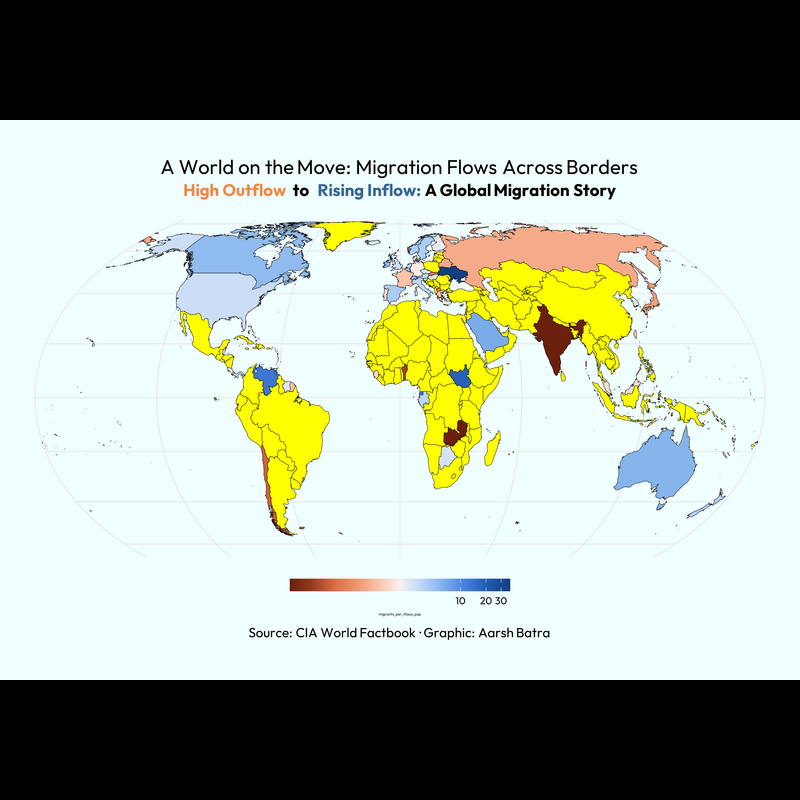 A World on the Move: Migration Flows Across Borders
High Outflow to Rising Inflow: A Global Migration Story
10 20 30
migrants_per_thous_pop
Source: CIA World Factbook · Graphic: Aarsh Batra